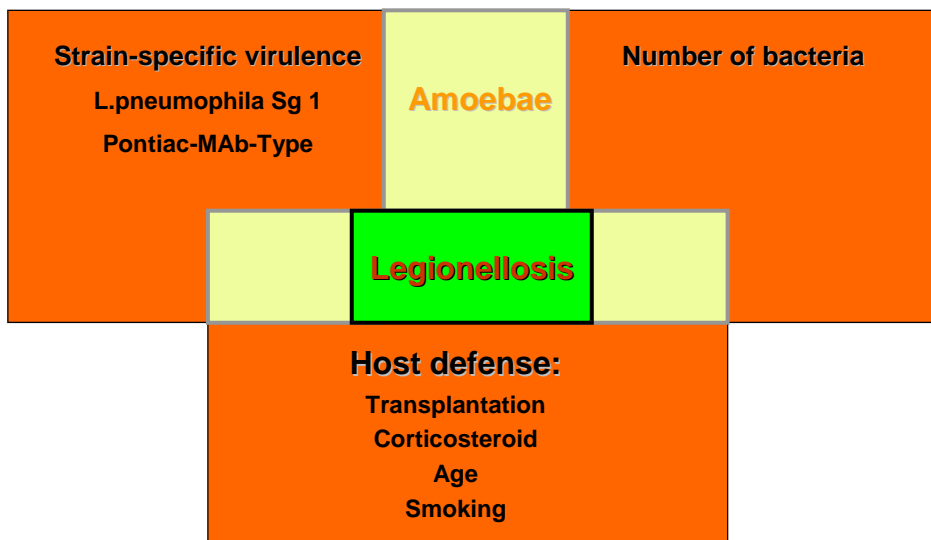 Strain-specific virulence
L.pneumophila Sg 1
Pontiac-MAb-Type
Amoebae
Number of bacteria
Legionellosis
Host defense:
Transplantation
Corticosteroid
Age
Smoking